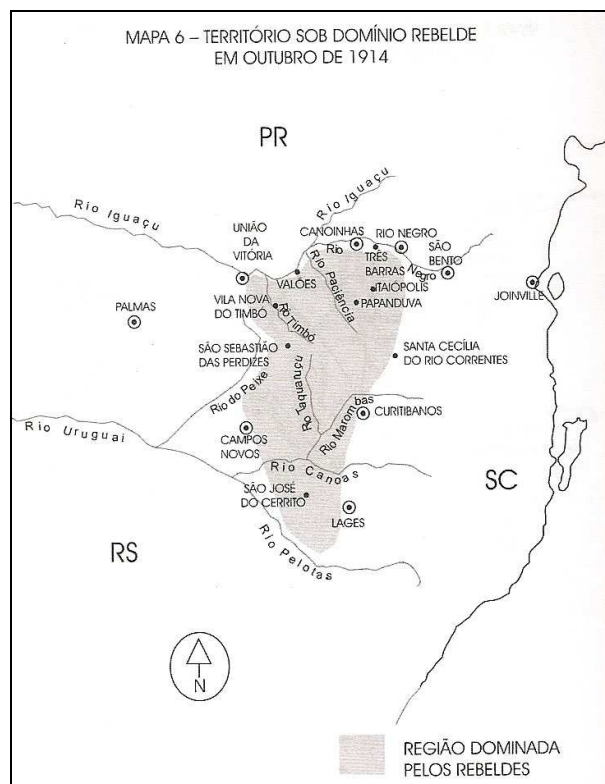 MAPA 6 – TERRITÓRIO SOB DOMÍNIO REBELDE
EM OUTUBRO DE 1914
PR
Rio Iguaçu
Rio Iguaçu
UNIÃO
DA
VITÓRIA
CANOINHAS
RIO NEGRO
Rio
Negro
SÃO
BENTO
TRÊS
BARRAS
VALÕES
Rio Paciência
ITAIÓPOLIS
PAPANDUVA
JOINVILLE
PALMAS
VILA NOVA
DO TIMBÓ
Rio Timbó
SÃO SEBASTIÃO
DAS PERDIZES
SANTA CECÍLIA
DO RIO CORRENTES
Rio do Peixe
Rio Taquaruçu
Rio Marombas
CURITIBANOS
Rio Uruguai
CAMPOS
NOVOS
Rio Canoas
SC
SÃO JOSÉ
DO CERRITO
LAGES
RS
Rio Pelotas
N
REGIÃO DOMINADA
PELOS REBELDES